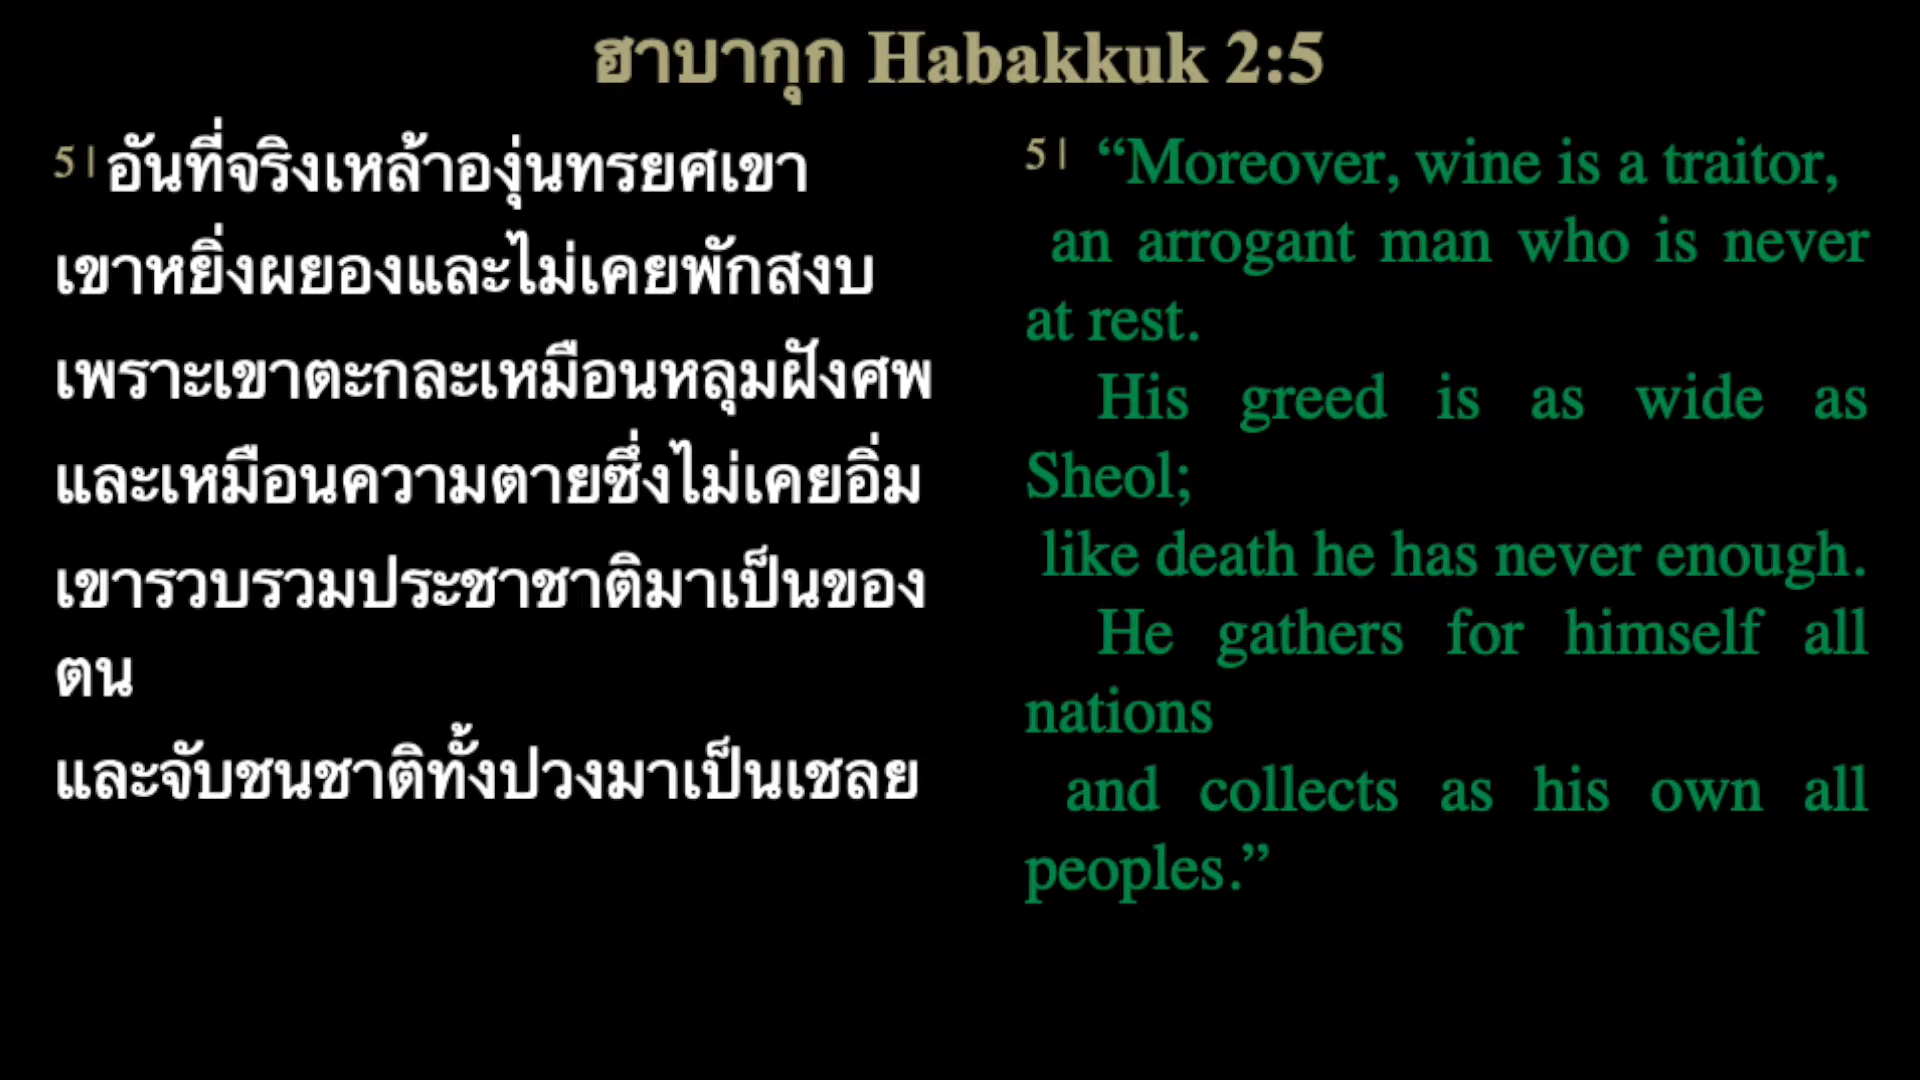 ฮาบากุก Habakkuk 2:5
5 | อันที่จริงเหล้าองุ่นทรยศเขา
เขาหยิ่งผยองและไม่เคยพักสงบ
เพราะเขาตะกละเหมือนหลุมฝังศพ
และเหมือนความตายซึ่งไม่เคยอิ่ม
เขารวบรวมประชาชาติมาเป็นของ
ตน
และจับชนชาติทั้งปวงมาเป็นเชลย
5 | “Moreover, wine is a traitor,
an arrogant man who is never
at rest.
His greed is as wide as
Sheol;
like death he has never enough.
He gathers for himself all
nations
and collects as his own all
peoples.”